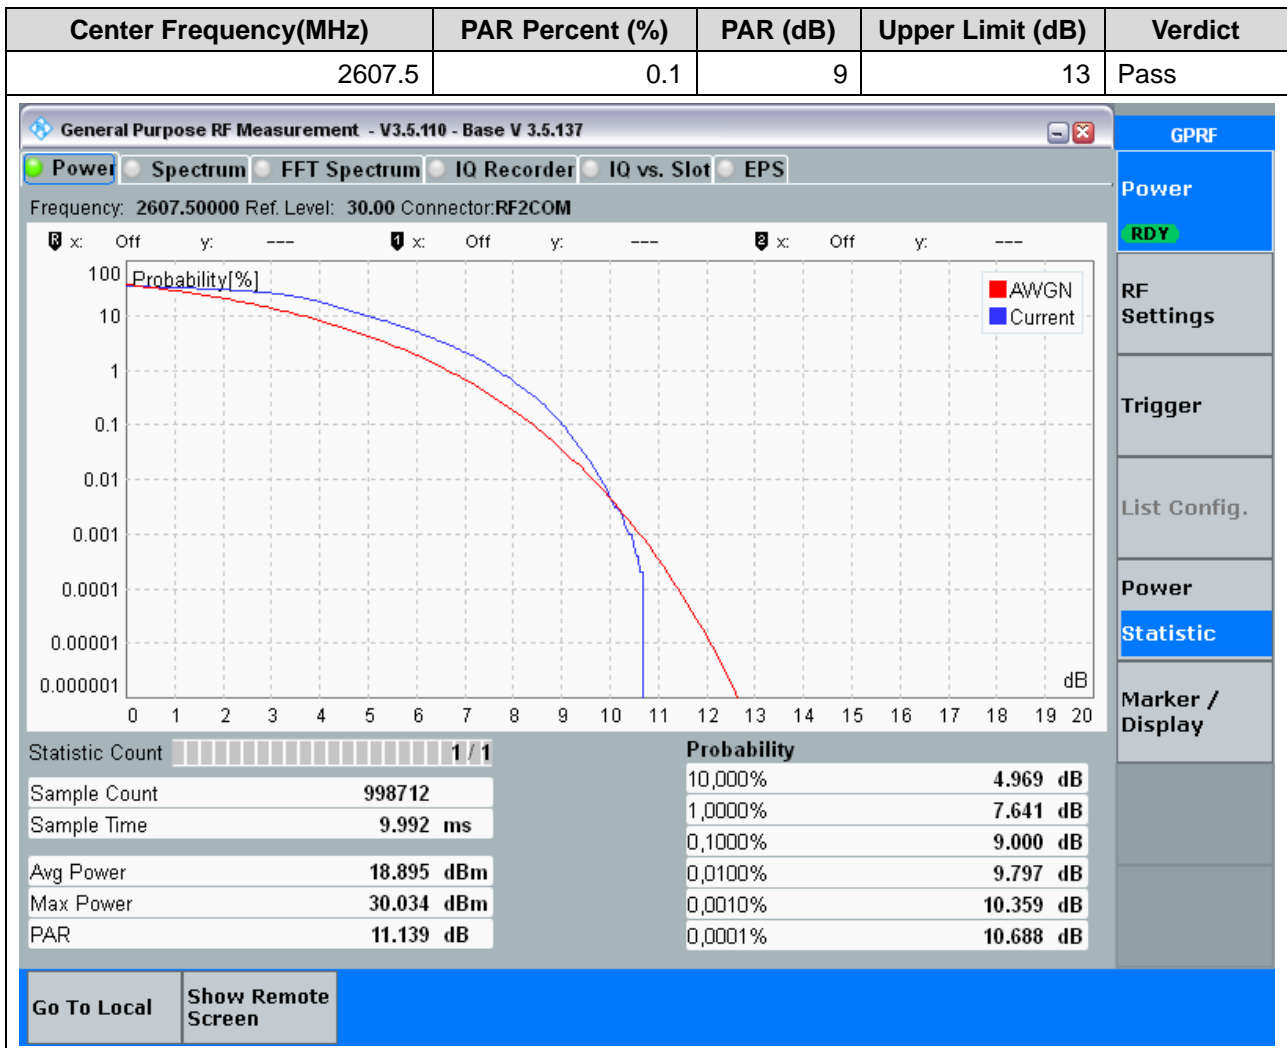 Center Frequency(MHz) PAR Percent (%) PAR (dB) Upper Limit (dB) Verdict
2607.5 0.1 9 13 Pass
General Purpose RF Measurement - V3.5.110 - Base V 3.5.137
GPRF
Power Spectrum FFT Spectrum IQ Recorder IQ vs. Slot EPS
Power
RDY
Frequency: 2607.50000 Ref. Level: 30.00 Connector:RF2COM
R x: Off y: --- 1 x: Off y: --- 2 x: Off y: ---
Probability[%]
AWGN
Current
100
10
1
0.1
0.01
0.001
0.0001
0.00001
0.000001
dB
0 1 2 3 4 5 6 7 8 9 10 11 12 13 14 15 16 17 18 19 20
RF
Settings
Trigger
List Config.
Power
Statistic
Marker /
Display
Statistic Count 1 / 1
Sample Count 998712
Sample Time 9.992 ms
Avg Power 18.895 dBm
Max Power 30.034 dBm
PAR 11.139 dB
Probability
10,000% 4.969 dB
1,0000% 7.641 dB
0,1000% 9.000 dB
0,0100% 9.797 dB
0,0010% 10.359 dB
0,0001% 10.688 dB
Go To Local
Show Remote
Screen